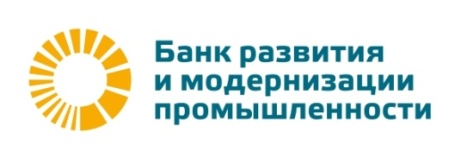 Банк развития
и модернизации
промышленности